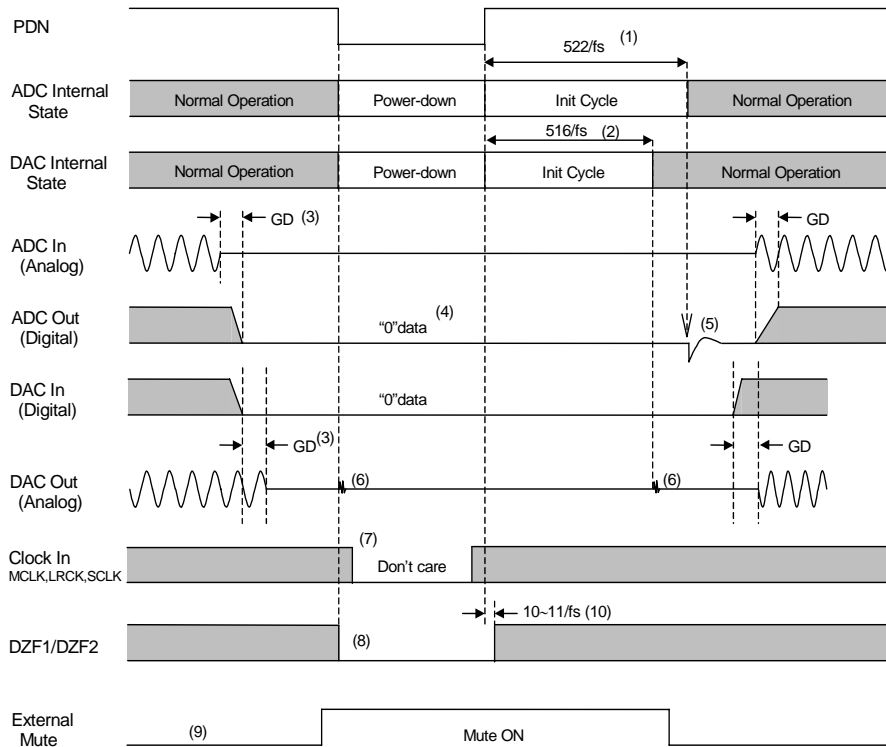 PDN
522/fs (1)
ADC Internal State
Normal Operation Power-down Init Cycle Normal Operation
516/fs (2)
DAC Internal State
Normal Operation Power-down Init Cycle Normal Operation
GD (3) GD
ADC In (Analog)
ADC Out (Digital)
“0”data (4) (5)
DAC In (Digital)
“0”data
GD (3) GD
DAC Out (Analog)
(6) (6)
Clock In
MCLK,LRCK,SCLK
(7) Don't care
10~11/fs (10)
DZF1/DZF2 (8)
External Mute
(9) Mute ON